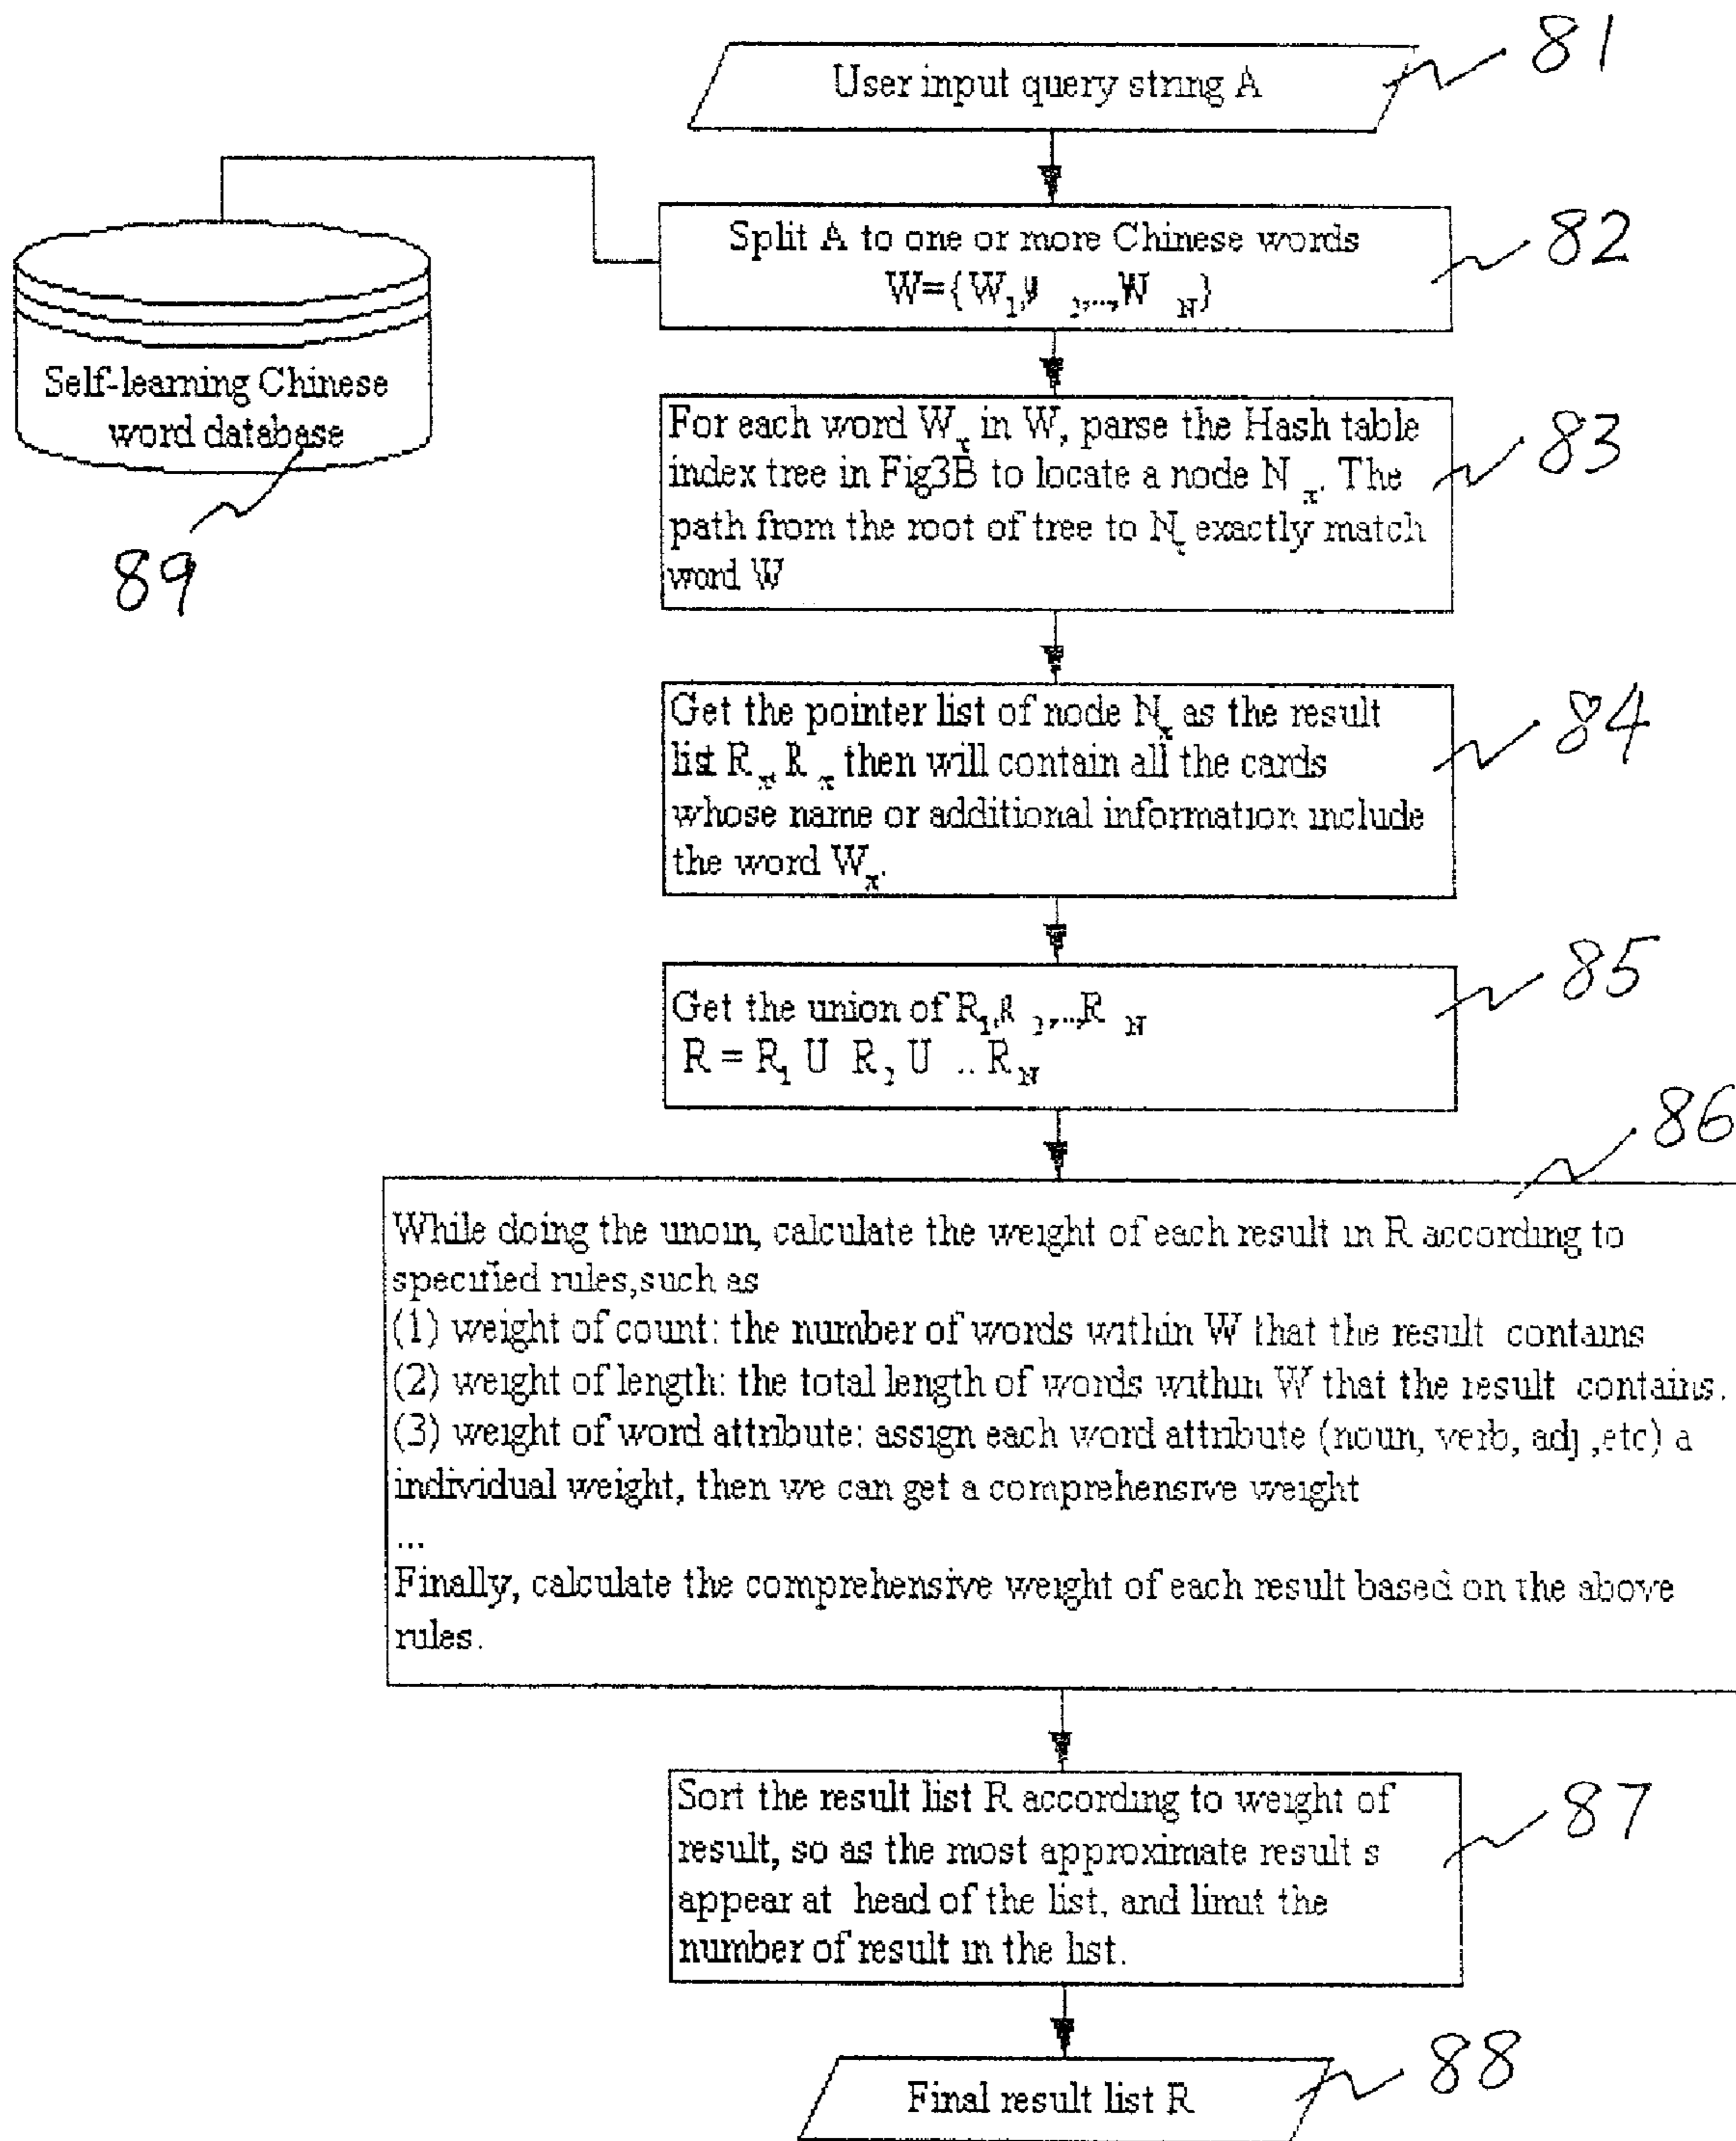 User input query string A
81
Split A to one or more Chinese words
W={W1, W2,...,W N}
82
Self-learning Chinese
word database
89
For each word Wx in W, parse the Hash table
index tree in Fig3B to locate a node N x. The
path from the root of tree to Nx exactly match
word W
83
Get the pointer list of node Nx as the result
list R x, R x then will contain all the cards
whose name or additional information include
the word Wx.
84
Get the union of R1,R 2,..,R N
R = R1 U R2 U .. RN
85
While doing the unoin, calculate the weight of each result in R according to
specified rules,such as
(1) weight of count: the number of words within W that the result contains
(2) weight of length: the total length of words within W that the result contains.
(3) weight of word attribute: assign each word attribute (noun, verb, adj ,etc) a
individual weight, then we can get a comprehensive weight
...
Finally, calculate the comprehensive weight of each result based on the above
rules.
86
Sort the result list R according to weight of
result, so as the most approximate result s
appear at head of the list, and limit the
number of result in the list.
87
Final result list R
88